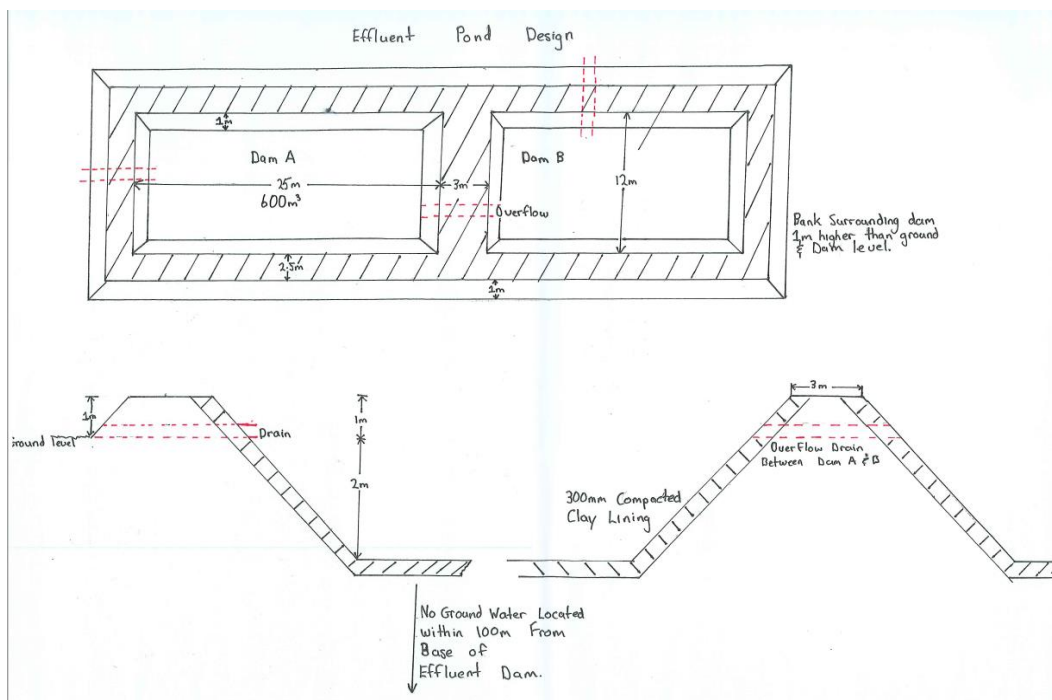 Effluent Pond Design
1m
Dam A
25m
600m³
3m
Overflow
Dam B
12m
2.5m
1m
Bank Surrounding dam
1m higher than ground
& Dam level.
1m
Ground level
Drain
1m
2m
3m
Overflow Drain
Between Dam A & B
300mm Compacted
Clay Lining
No Ground Water Located
within 100m From
Base of
Effluent Dam.